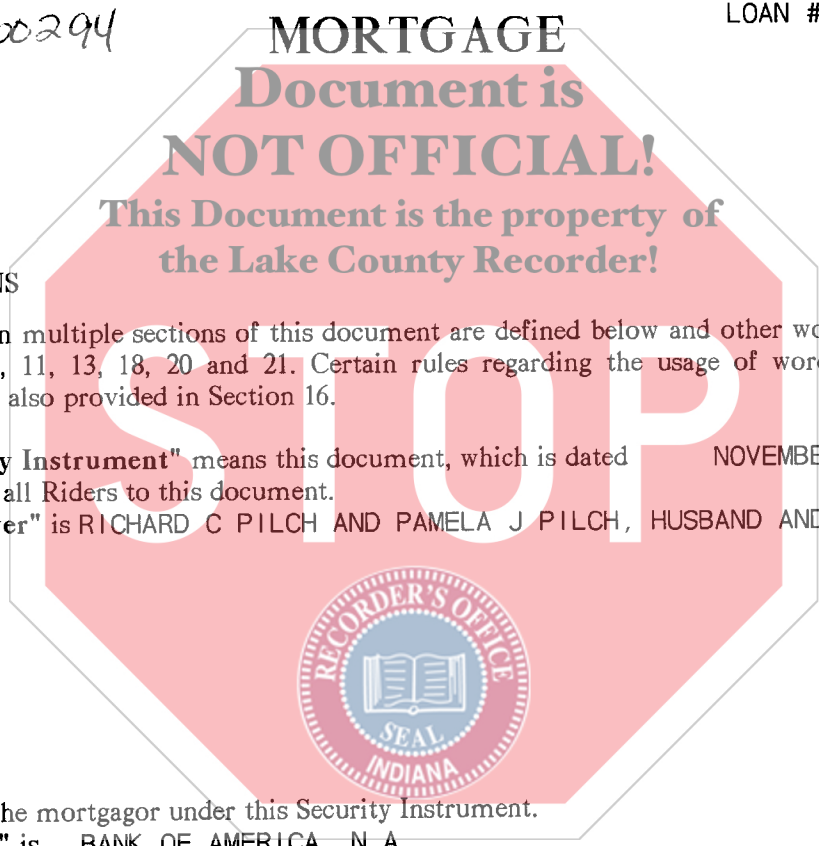 00294 MORTGAGE LOAN #
Document is
NOT OFFICIAL!
This Document is the property of
the Lake County Recorder!
NS
n multiple sections of this document are defined below and other wo
, 11, 13, 18, 20 and 21. Certain rules regarding the usage of wor
also provided in Section 16.
y Instrument" means this document, which is dated NOVEMBE
all Riders to this document.
er" is RICHARD C PILCH AND PAMELA J PILCH, HUSBAND AND
STOP
RECORDER'S OFFICE
SEAL
INDIANA
he mortgagor under this Security Instrument.
" is BANK OF AMERICA, N.A.